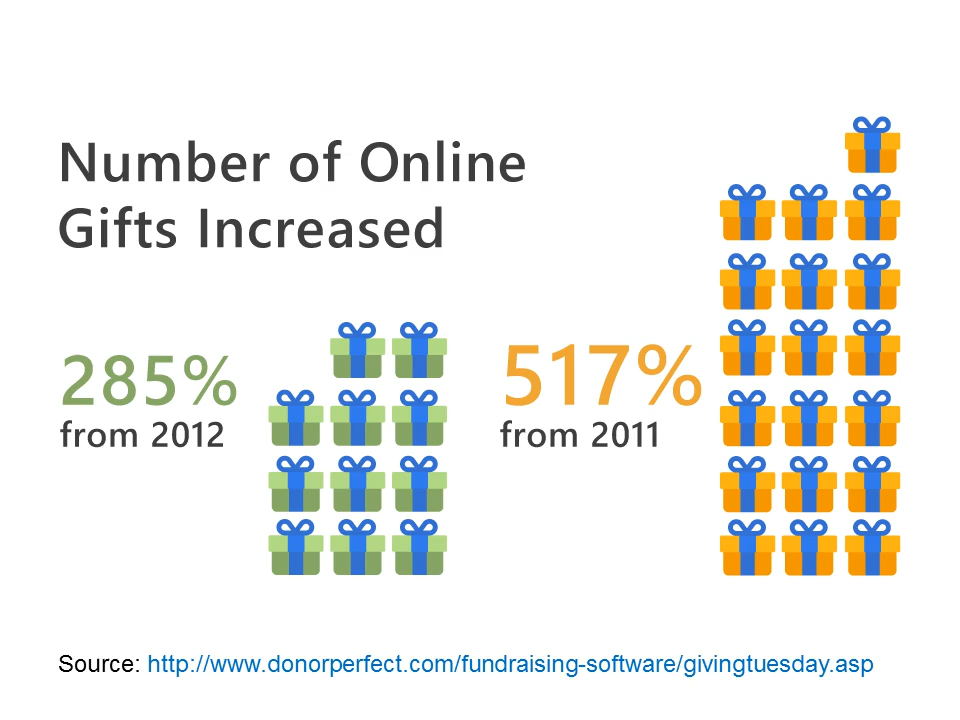 Number of Online
Gifts Increased
285%
from 2012
517%
from 2011
Source: http://www.donorperfect.com/fundraising-software/givingtuesday.asp